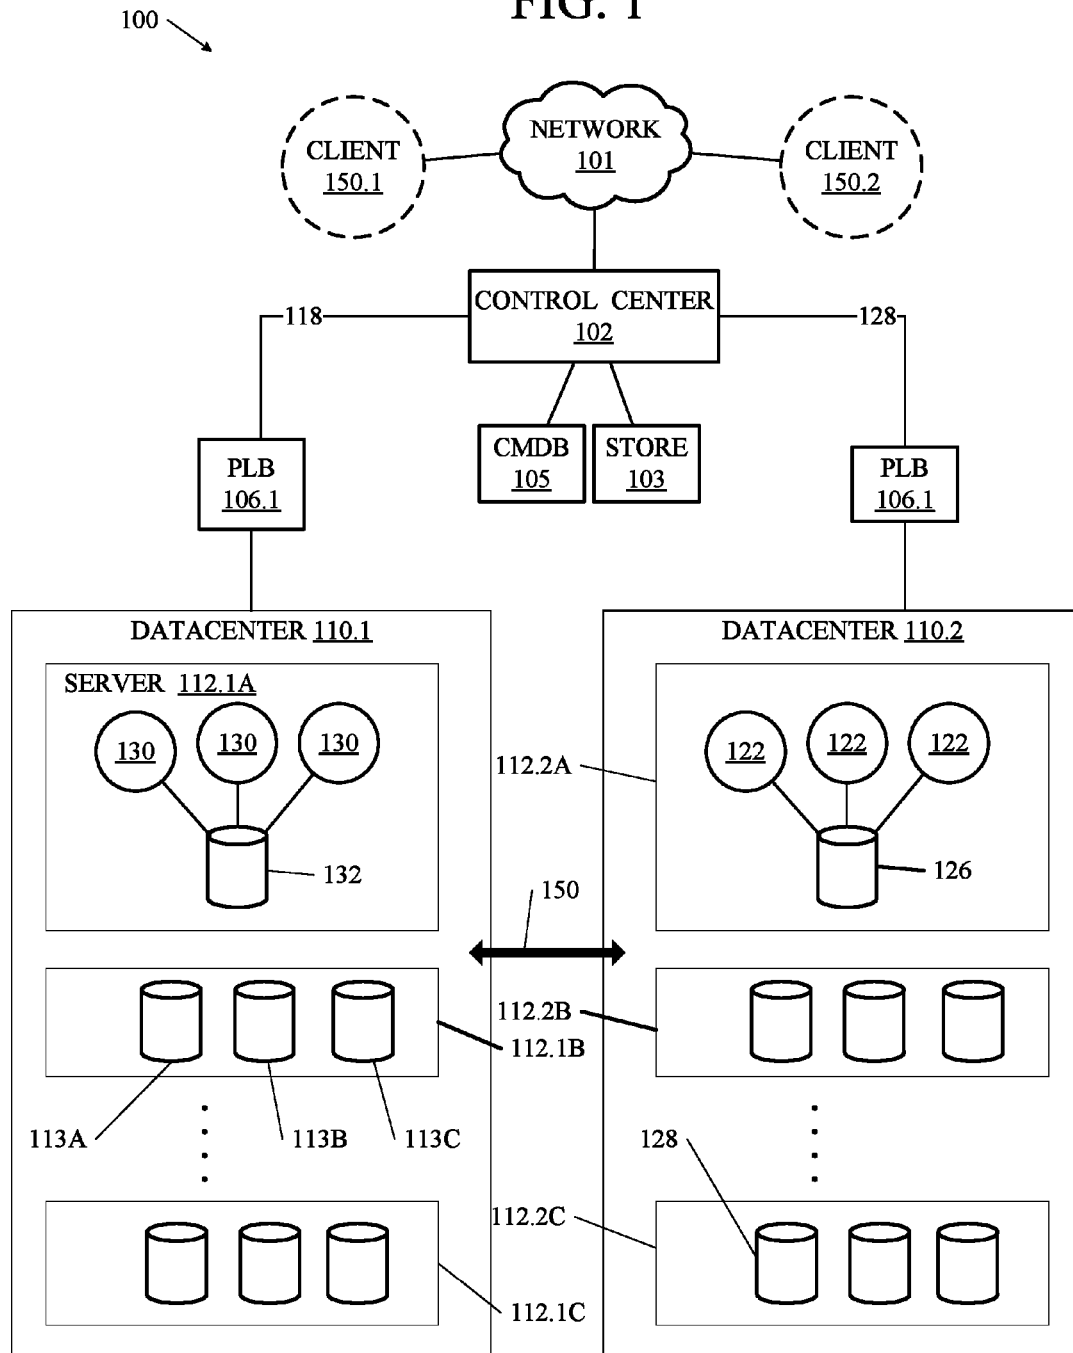 FIG. 1
100
CLIENT
150.1
NETWORK
101
CLIENT
150.2
CONTROL CENTER
102
118
128
CMDB
105
STORE
103
PLB
106.1
PLB
106.1
DATACENTER 110.1
DATACENTER 110.2
SERVER 112.1A
130
130
130
132
112.2A
122
122
122
126
150
112.2B
112.1B
113A
113B
113C
128
112.2C
112.1C